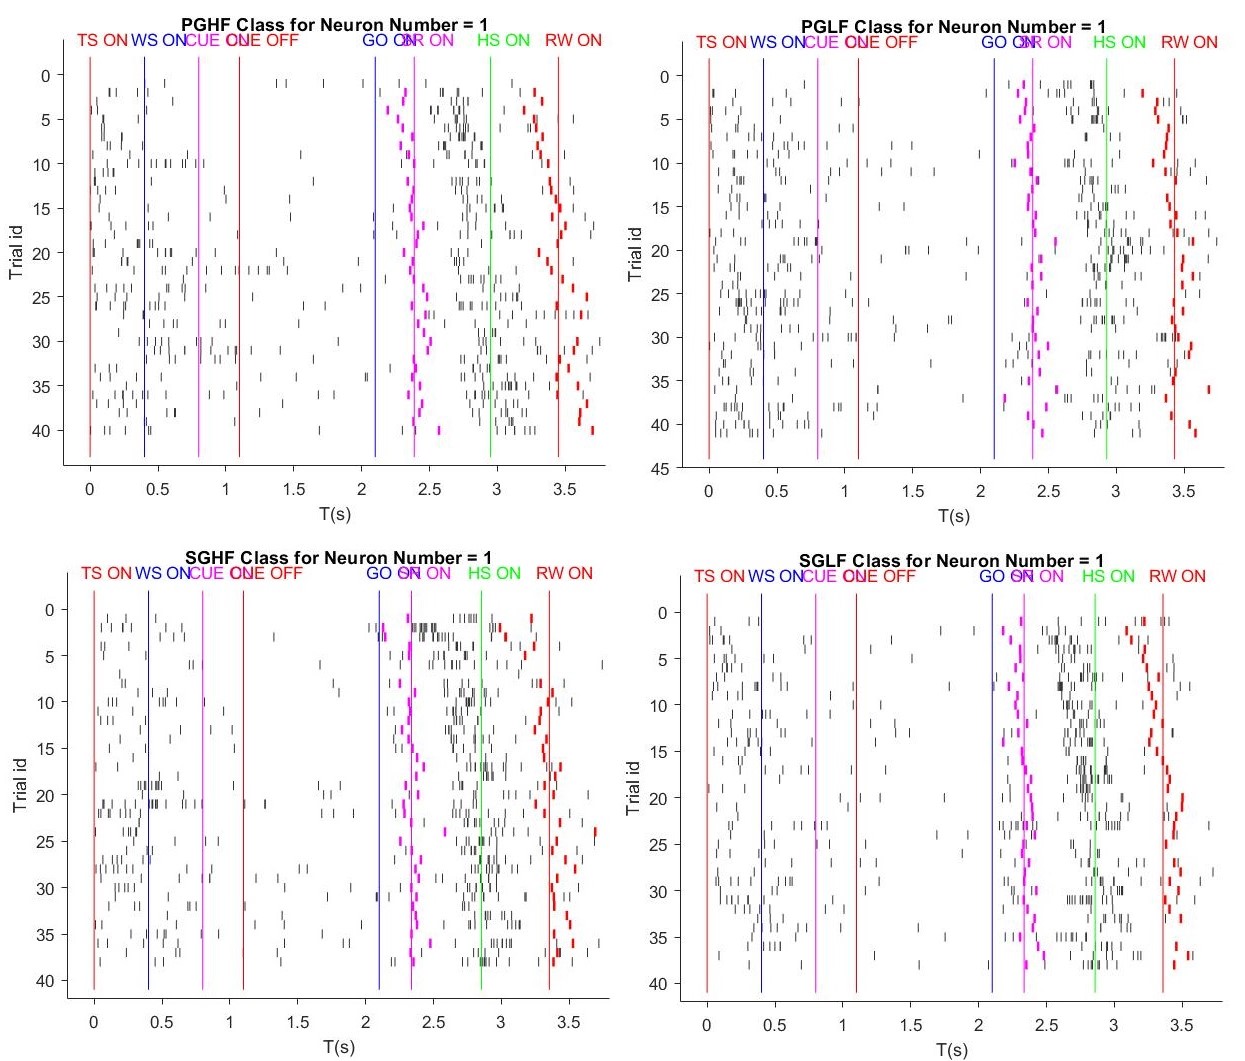 PGHF Class for Neuron Number = 1
TS ON WS ON CUE ON CUE OFF GO ON SR ON HS ON RW ON
0
5
10
15
20
25
30
35
40
Trial id
0 0.5 1 1.5 2 2.5 3 3.5
T(s)
PGLF Class for Neuron Number = 1
TS ON WS ON CUE ON CUE OFF GO ON SR ON HS ON RW ON
0
5
10
15
20
25
30
35
40
45
Trial id
0 0.5 1 1.5 2 2.5 3 3.5
T(s)
SGHF Class for Neuron Number = 1
TS ON WS ON CUE ON CUE OFF GO ON SR ON HS ON RW ON
0
5
10
15
20
25
30
35
40
Trial id
0 0.5 1 1.5 2 2.5 3 3.5
T(s)
SGLF Class for Neuron Number = 1
TS ON WS ON CUE ON CUE OFF GO ON SR ON HS ON RW ON
0
5
10
15
20
25
30
35
40
Trial id
0 0.5 1 1.5 2 2.5 3 3.5
T(s)